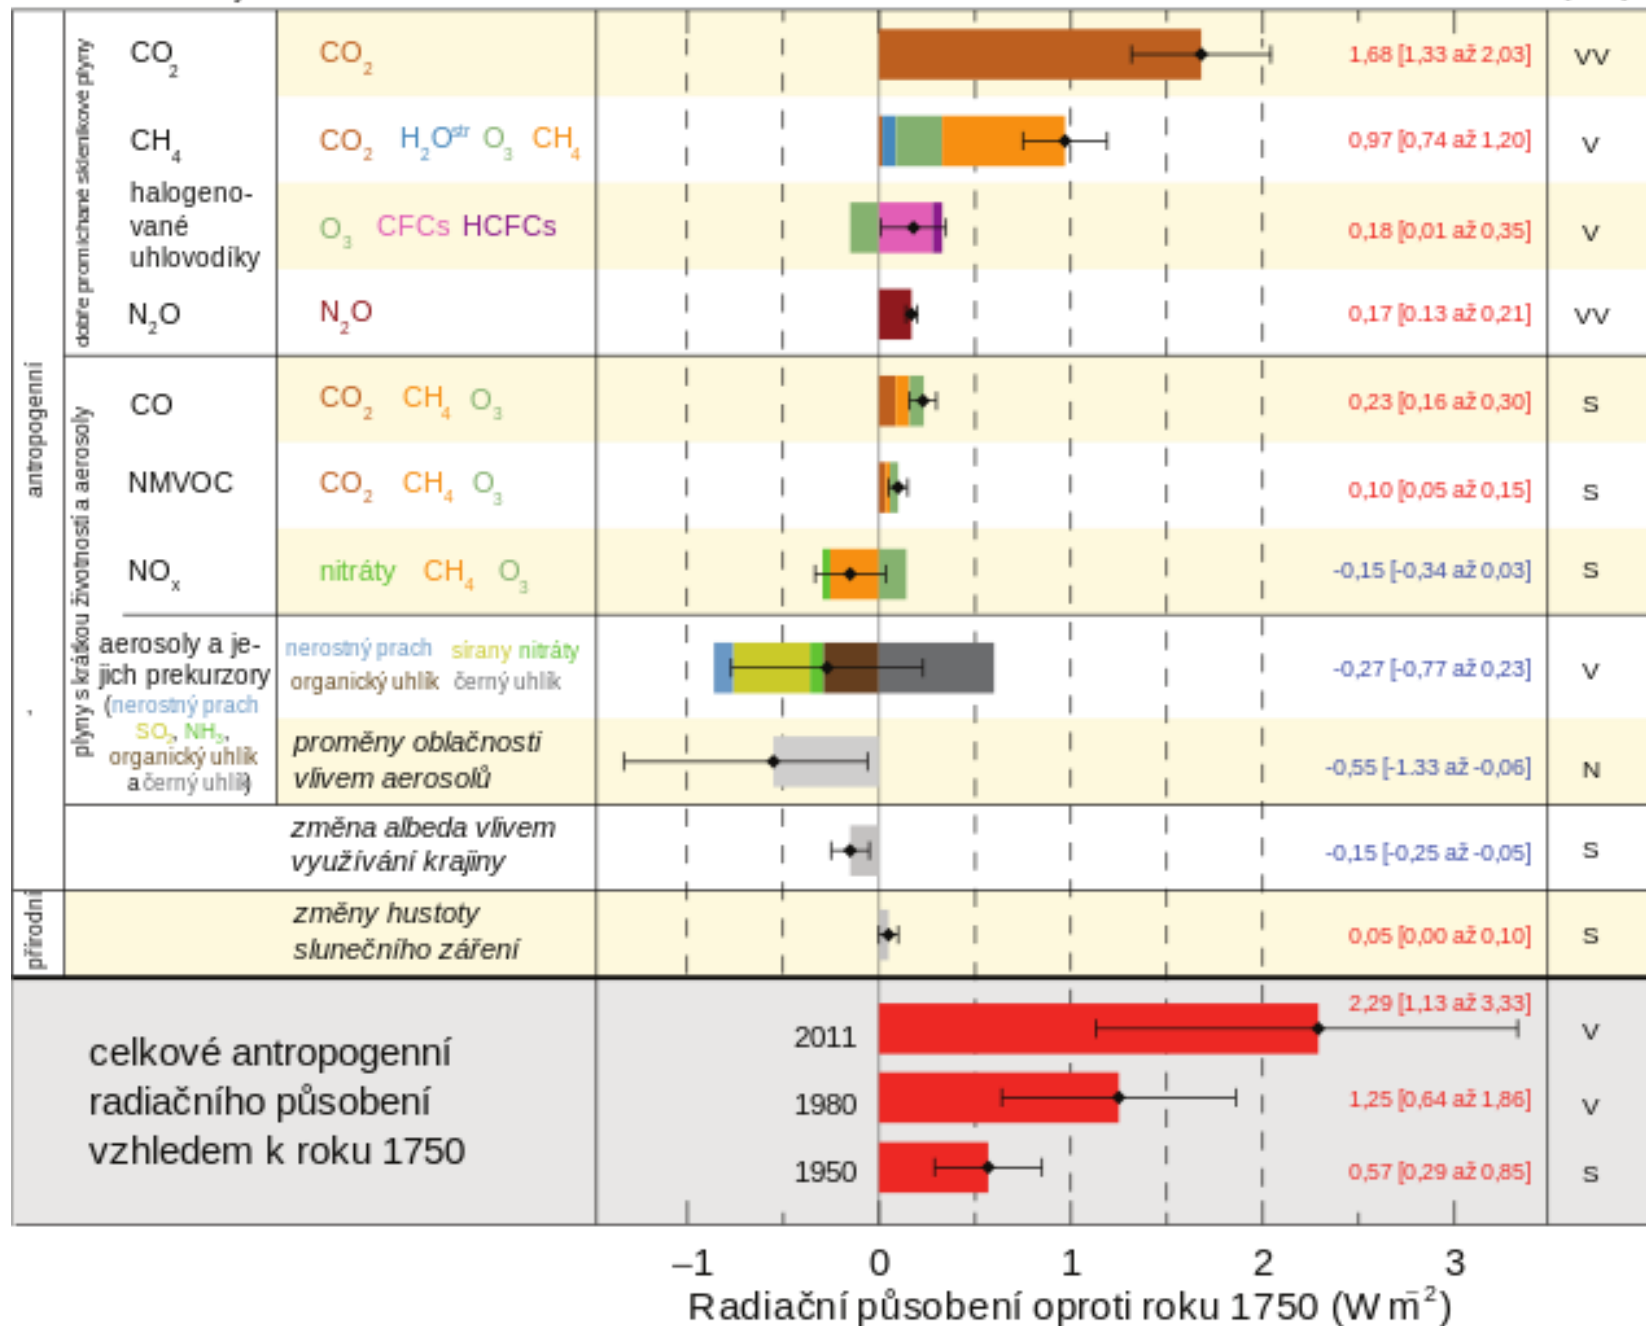 antropogenní
přírodní
dobře promíchané skleníkové plyny
plyny s krátkou životností a aerosoly
CO₂ CO₂ 1,68 [1,33 až 2,03] VV
CH₄ CO₂ H₂Oˢᵗʳ O₃ CH₄ 0,97 [0,74 až 1,20] V
halogeno-
vané
uhlovodíky
O₃ CFCs HCFCs 0,18 [0,01 až 0,35] V
N₂O N₂O 0,17 [0.13 až 0,21] VV
CO CO₂ CH₄ O₃ 0,23 [0,16 až 0,30] S
NMVOC CO₂ CH₄ O₃ 0,10 [0,05 až 0,15] S
NOₓ nitráty CH₄ O₃ -0,15 [-0,34 až 0,03] S
aerosoly a je-
jich prekurzory
(nerostný prach
SO₂, NH₃,
organický uhlík
a černý uhlík)
nerostný prach sírany nitráty
organický uhlík černý uhlík
-0,27 [-0,77 až 0,23] V
proměny oblačnosti
vlivem aerosolů
-0,55 [-1.33 až -0,06] N
změna albeda vlivem
využívání krajiny
-0,15 [-0,25 až -0,05] S
změny hustoty
slunečního záření
0,05 [0,00 až 0,10] S
celkové antropogenní
radiačního působení
vzhledem k roku 1750
2011 2,29 [1,13 až 3,33] V
1980 1,25 [0,64 až 1,86] V
1950 0,57 [0,29 až 0,85] S
–1 0 1 2 3
Radiační působení oproti roku 1750 (W m⁻²)